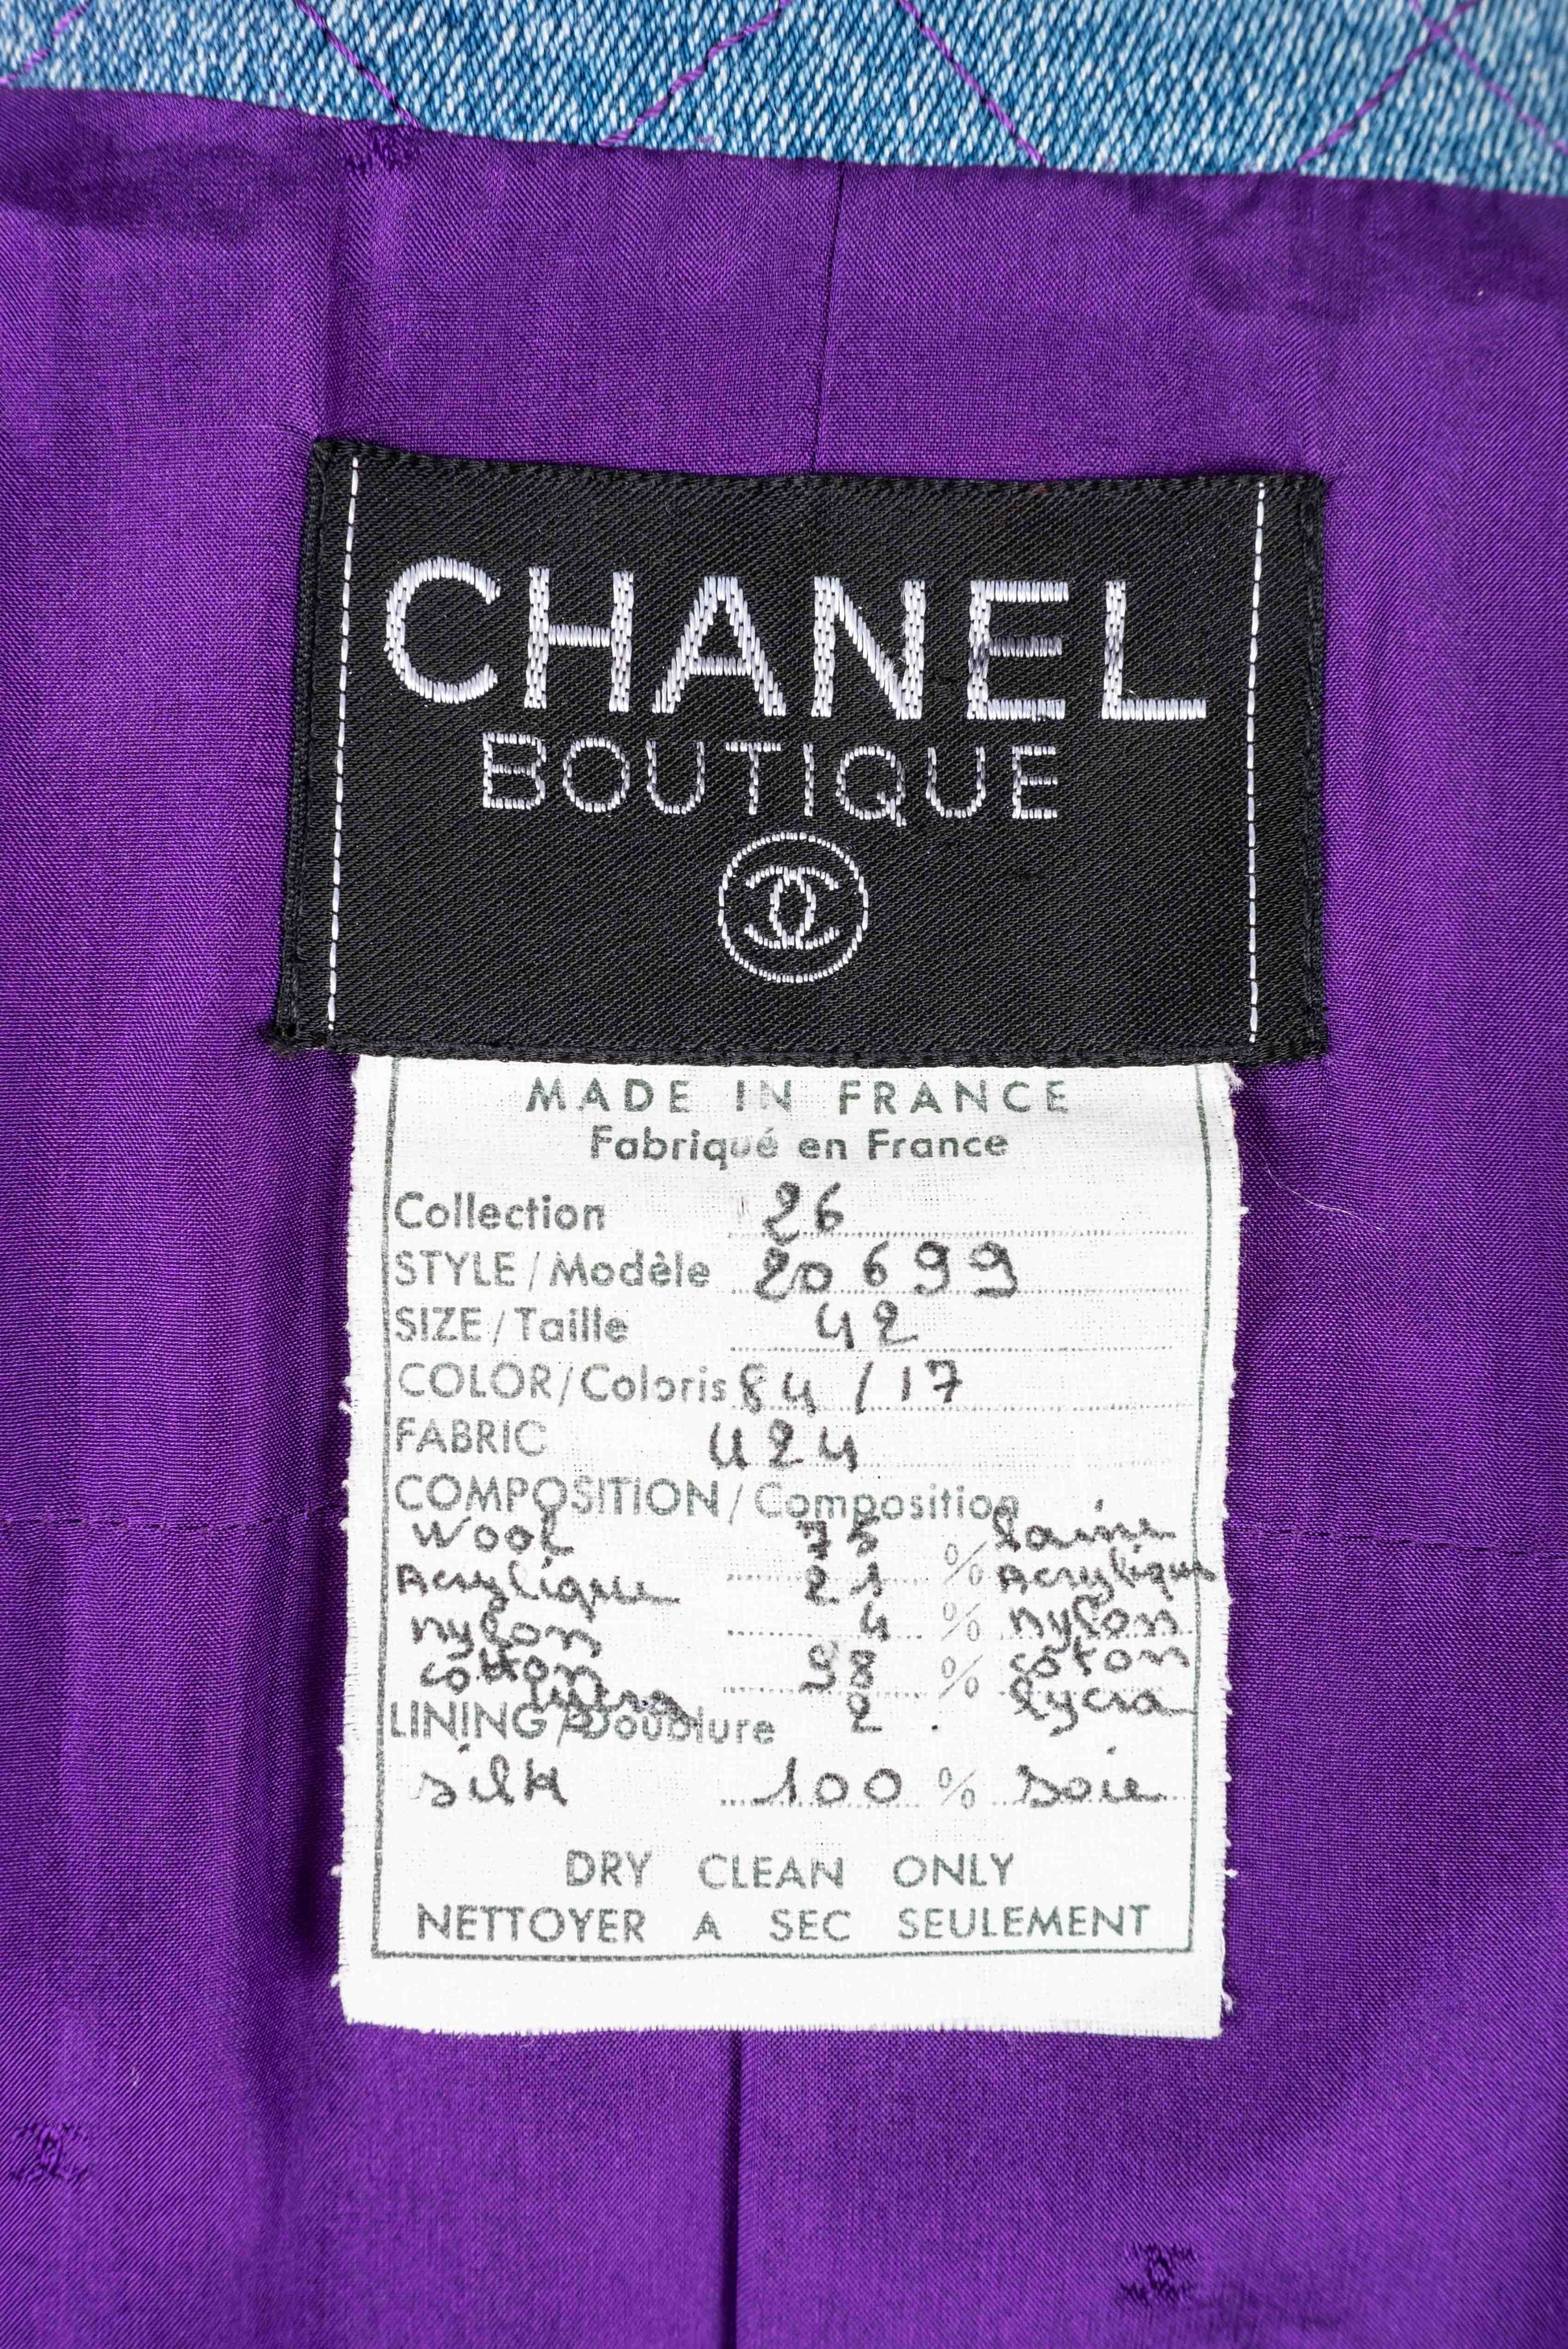 CHANEL
BOUTIQUE
MADE IN FRANCE
Fabriqué en France
Collection 26
STYLE/Modèle 20699
SIZE/Taille 42
COLOR/Coloris 84/17
FABRIC U24
COMPOSITION/Composition
Wool 75 % Laine
Acrylique 21 % Acrylique
nylon 4 % nylon
cotton 98 % coton
lycra 2 lycra
LINING/Doublure
Silk 100 % Soie
DRY CLEAN ONLY
NETTOYER A SEC SEULEMENT